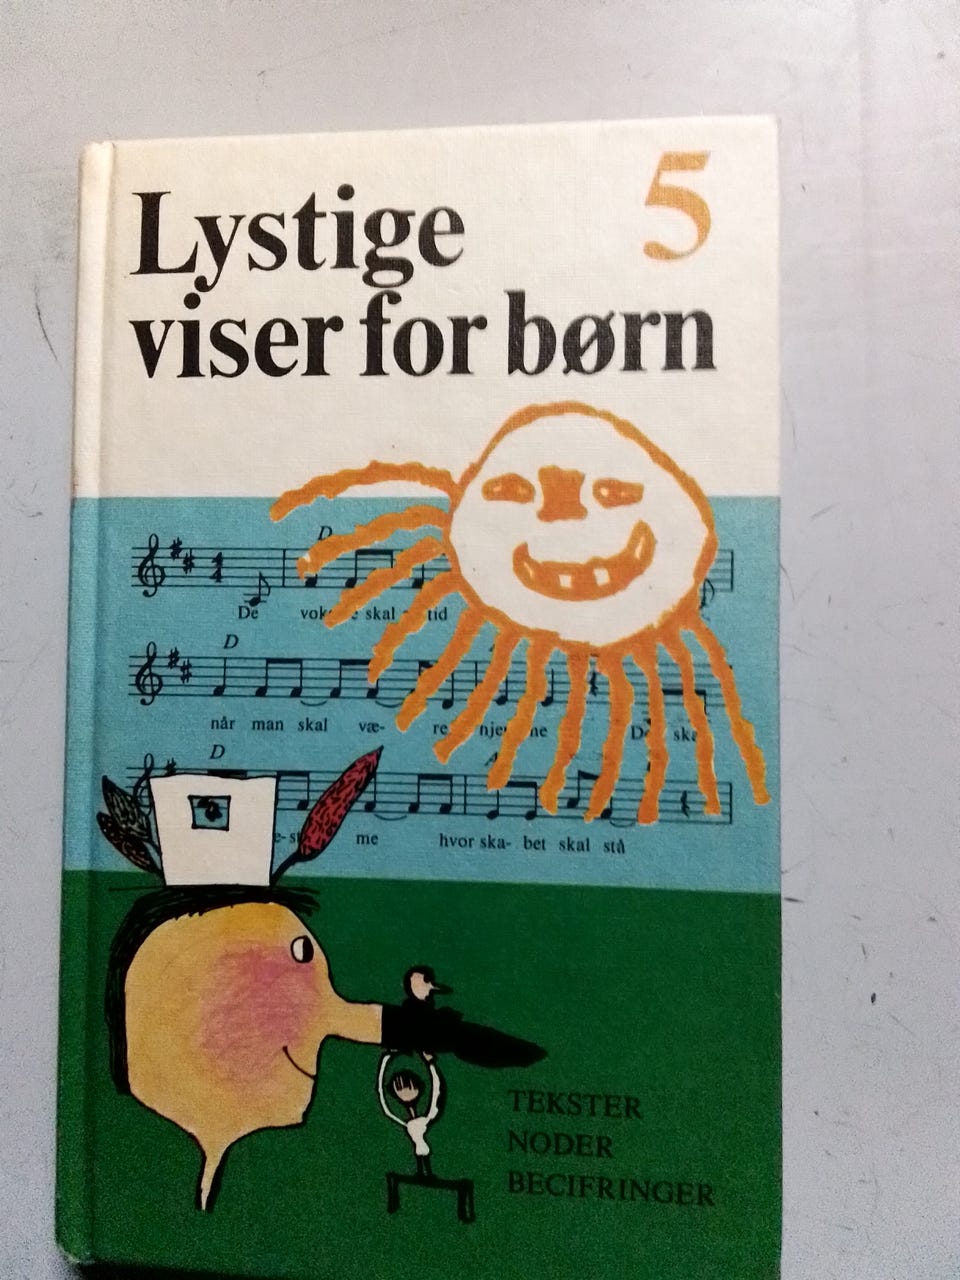 5
Lystige
viser for børn
D
De skal tid
D
når man skal væ- re De
D
me hvor ska- bet skal stå
TEKSTER
NODER
BECIFRINGER